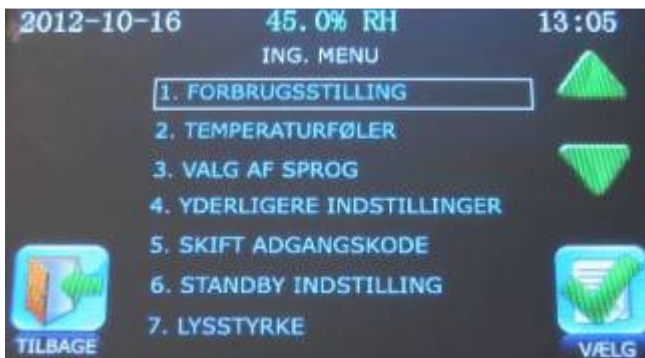 2012-10-16 45.0% RH 13:05
ING. MENU
1. FORBRUGSSTILLING
2. TEMPERATURFØLER
3. VALG AF SPROG
4. YDERLIGERE INDSTILLINGER
5. SKIFT ADGANGSKODE
6. STANDBY INDSTILLING
7. LYSSTYRKE
TILBAGE VÆLG